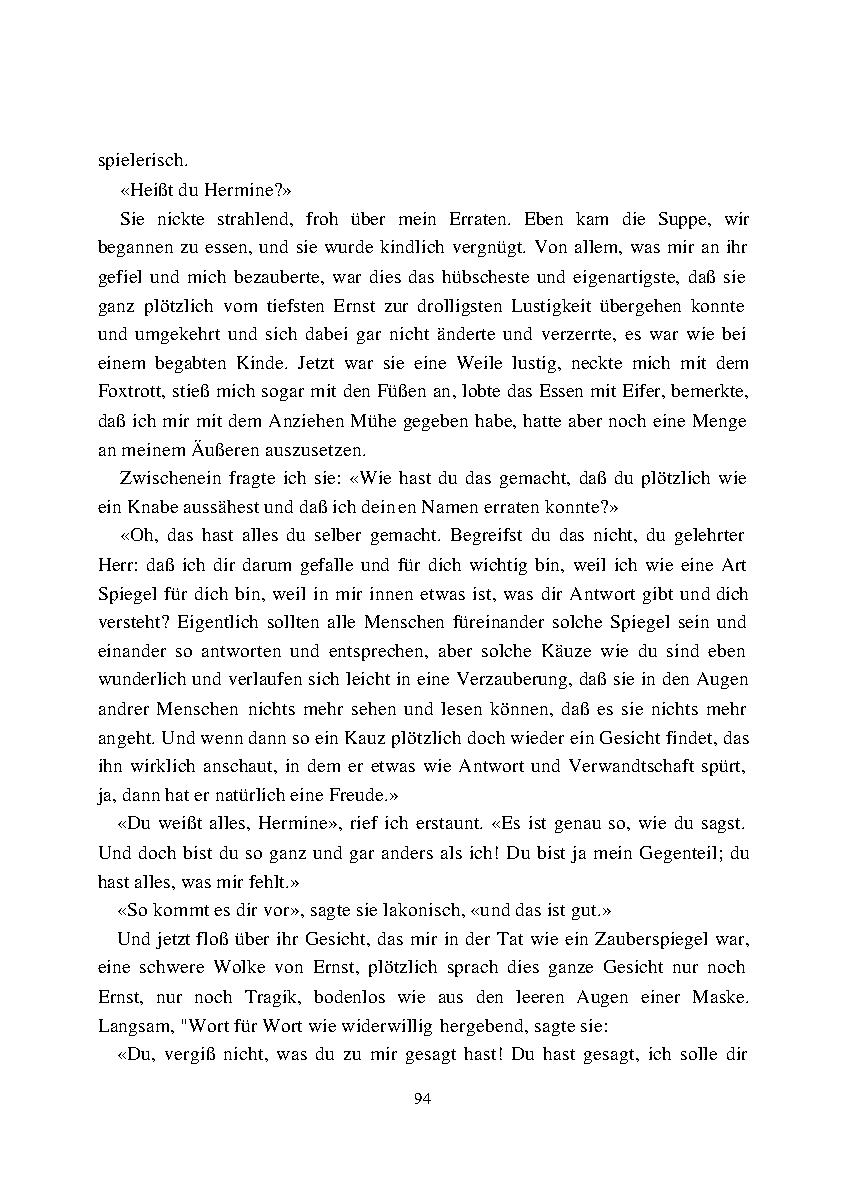 spielerisch.
«Heißt du Hermine?»
Sie nickte strahlend, froh über mein Erraten. Eben kam die Suppe, wir
begannen zu essen, und sie wurde kindlich vergnügt. Von allem, was mir an ihr
gefiel und mich bezauberte, war dies das hübscheste und eigenartigste, daß sie
ganz plötzlich vom tiefsten Ernst zur drolligsten Lustigkeit übergehen konnte
und umgekehrt und sich dabei gar nicht änderte und verzerrte, es war wie bei
einem begabten Kinde. Jetzt war sie eine Weile lustig, neckte mich mit dem
Foxtrott, stieß mich sogar mit den Füßen an, lobte das Essen mit Eifer, bemerkte,
daß ich mir mit dem Anziehen Mühe gegeben habe, hatte aber noch eine Menge
an meinem Äußeren auszusetzen.
Zwischenein fragte ich sie: «Wie hast du das gemacht, daß du plötzlich wie
ein Knabe aussähest und daß ich deinen Namen erraten konnte?»
«Oh, das hast alles du selber gemacht. Begreifst du das nicht, du gelehrter
Herr: daß ich dir darum gefalle und für dich wichtig bin, weil ich wie eine Art
Spiegel für dich bin, weil in mir innen etwas ist, was dir Antwort gibt und dich
versteht? Eigentlich sollten alle Menschen füreinander solche Spiegel sein und
einander so antworten und entsprechen, aber solche Käuze wie du sind eben
wunderlich und verlaufen sich leicht in eine Verzauberung, daß sie in den Augen
andrer Menschen nichts mehr sehen und lesen können, daß es sie nichts mehr
angeht. Und wenn dann so ein Kauz plötzlich doch wieder ein Gesicht findet, das
ihn wirklich anschaut, in dem er etwas wie Antwort und Verwandtschaft spürt,
ja, dann hat er natürlich eine Freude.»
«Du weißt alles, Hermine», rief ich erstaunt. «Es ist genau so, wie du sagst.
Und doch bist du so ganz und gar anders als ich! Du bist ja mein Gegenteil; du
hast alles, was mir fehlt.»
«So kommt es dir vor», sagte sie lakonisch, «und das ist gut.»
Und jetzt floß über ihr Gesicht, das mir in der Tat wie ein Zauberspiegel war,
eine schwere Wolke von Ernst, plötzlich sprach dies ganze Gesicht nur noch
Ernst, nur noch Tragik, bodenlos wie aus den leeren Augen einer Maske.
Langsam, "Wort für Wort wie widerwillig hergebend, sagte sie:
«Du, vergiß nicht, was du zu mir gesagt hast! Du hast gesagt, ich solle dir
94